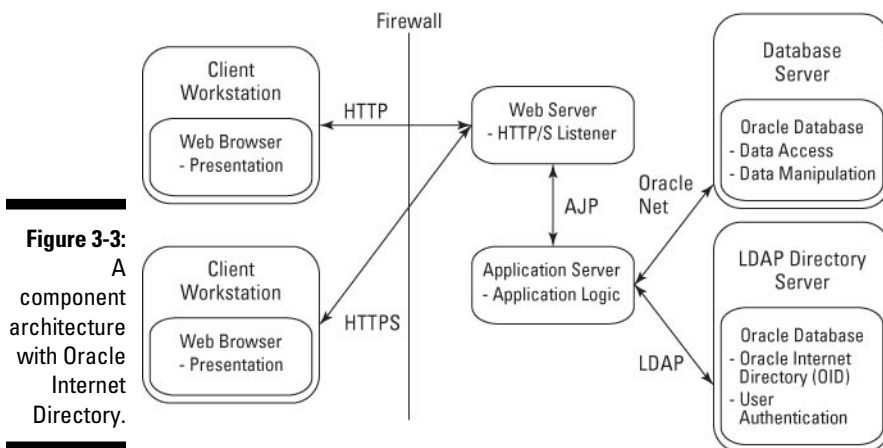 Firewall
Client
Workstation
Web Browser
- Presentation
HTTP
Web Server
- HTTP/S Listener
Database
Server
Oracle Database
- Data Access
- Data Manipulation
Oracle
Net
AJP
Figure 3-3:
A
component
architecture
with Oracle
Internet
Directory.
Client
Workstation
Web Browser
- Presentation
HTTPS
Application Server
- Application Logic
LDAP
LDAP Directory
Server
Oracle Database
- Oracle Internet
Directory (OID)
- User
Authentication